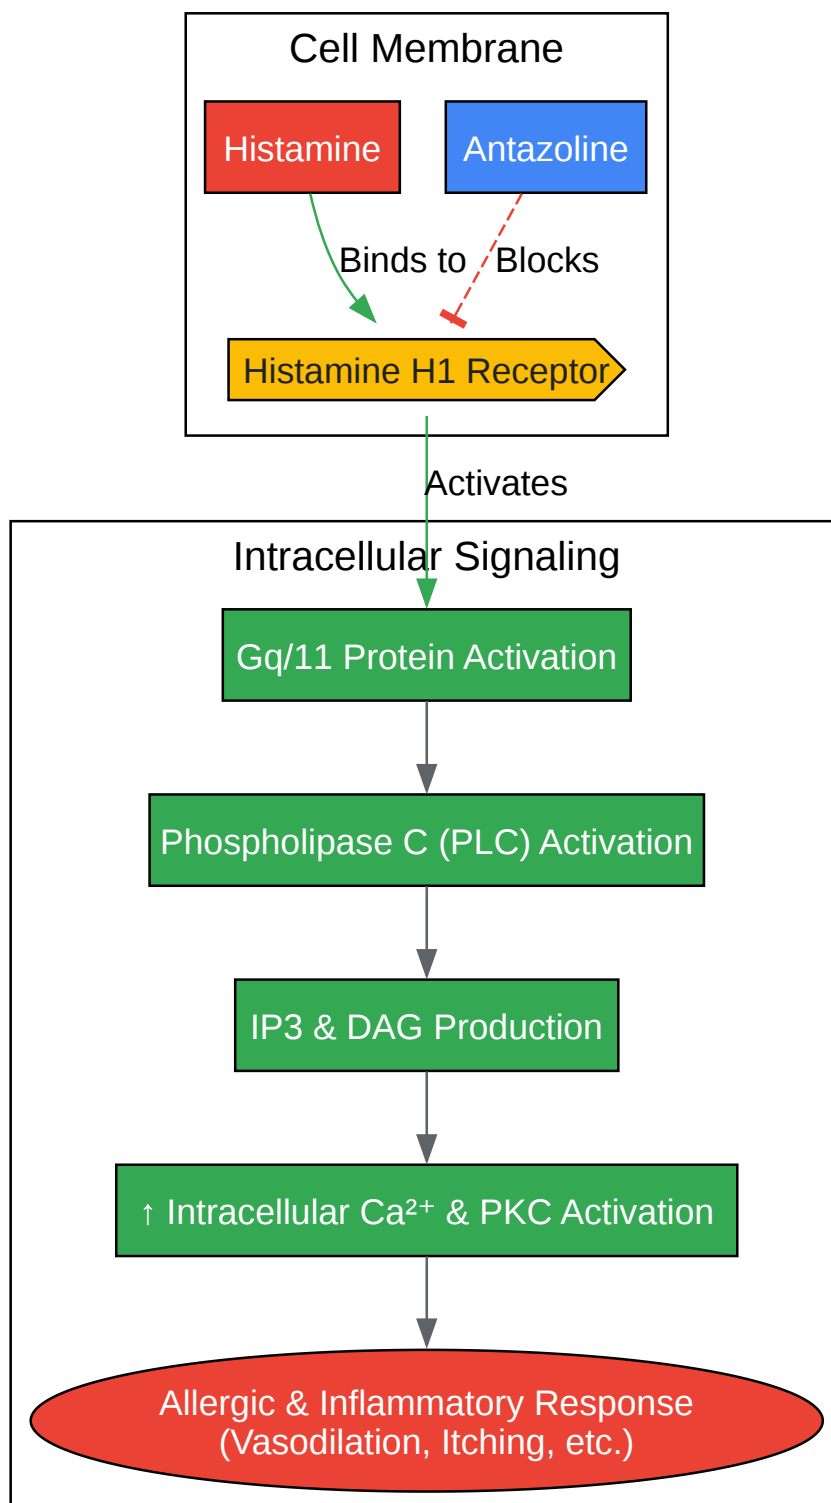 Cell Membrane
Histamine
Antazoline
Binds to
Blocks
Histamine H1 Receptor
Activates
Intracellular Signaling
Gq/11 Protein Activation
Phospholipase C (PLC) Activation
IP3 & DAG Production
↑ Intracellular Ca²⁺ & PKC Activation
Allergic & Inflammatory Response
(Vasodilation, Itching, etc.)